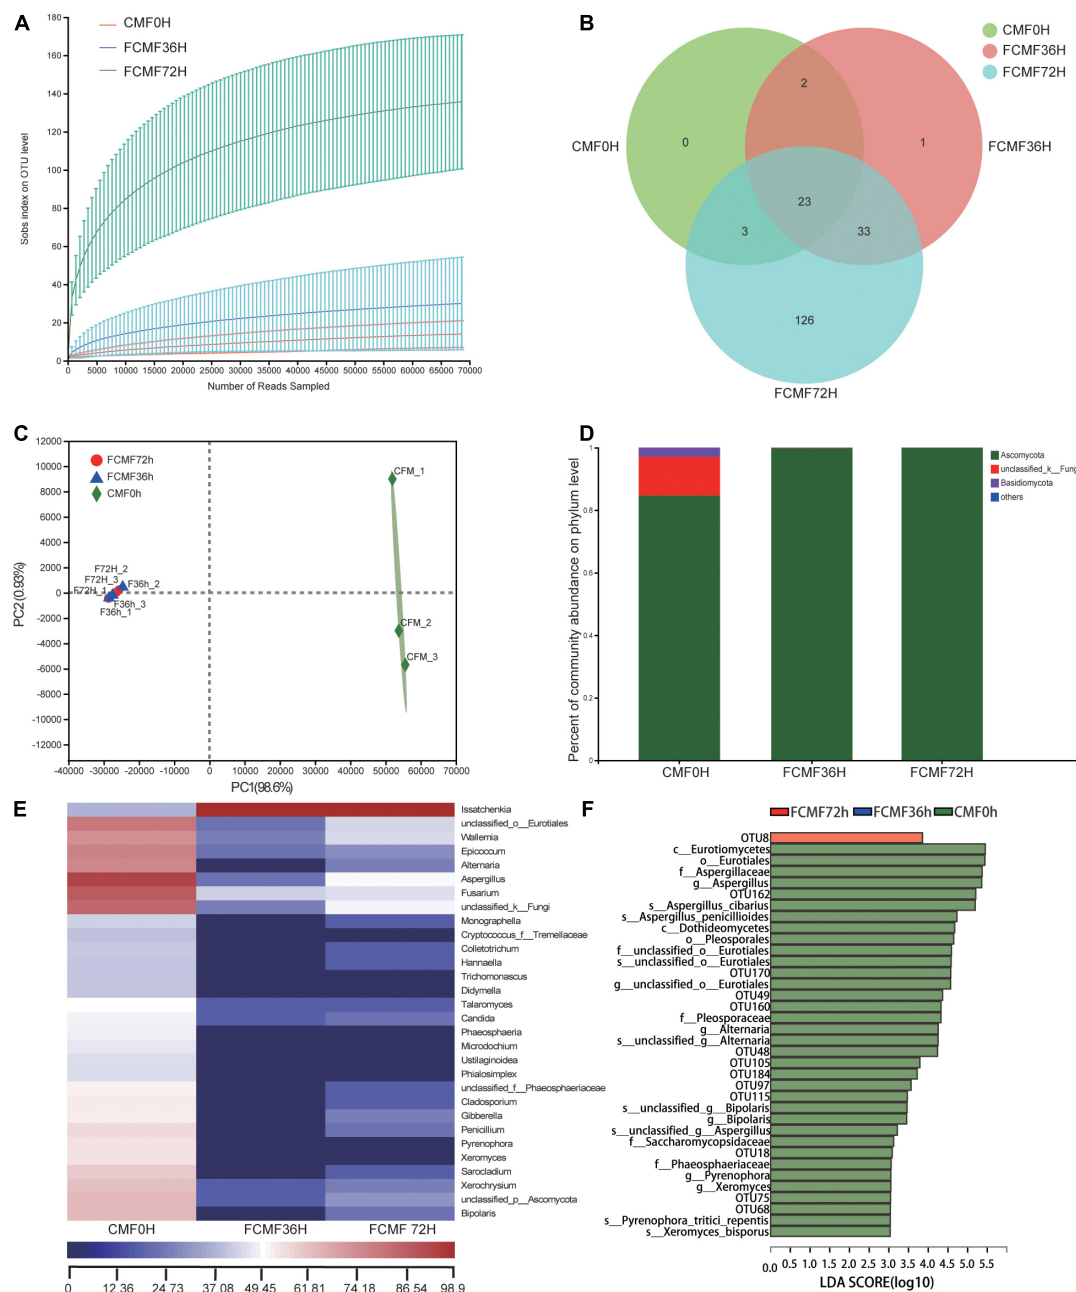 A
CMF0H
FCMF36H
FCMF72H
180
160
140
120
100
80
60
40
20
0
Sobs index on OTU level
0 5000 10000 15000 20000 25000 30000 35000 40000 45000 50000 55000 60000 65000 70000
Number of Reads Sampled
B
CMF0H
FCMF36H
FCMF72H
CMF0H
FCMF36H
FCMF72H
2
0
1
23
3
33
126
C
FCMF72h
FCMF36h
CMF0h
12000
10000
8000
6000
4000
2000
0
-2000
-4000
-6000
-8000
-10000
-12000
PC2(0.93%)
CFM_1
CFM_2
CFM_3
F72H_2
F72H_3
F72H_1
F36h_2
F36h_3
F36h_1
-40000 -30000 -20000 -10000 0 10000 20000 30000 40000 50000 60000 70000
PC1(98.6%)
D
Percent of community abundance on phylum level
1
0.8
0.6
0.4
0.2
0
CMF0H FCMF36H FCMF72H
Ascomycota
unclassified_k__Fungi
Basidiomycota
others
E
Issatchenkia
unclassified_o__Eurotiales
Wallemia
Epicoccum
Alternaria
Aspergillus
Fusarium
unclassified_k__Fungi
Monographella
Cryptococcus_f__Tremellaceae
Colletotrichum
Hannaella
Trichomonascus
Didymella
Talaromyces
Candida
Phaeosphaeria
Microdochium
Ustilaginoidea
Phialosimplex
unclassified_f__Phaeosphaeriaceae
Cladosporium
Gibberella
Penicillium
Pyrenophora
Xeromyces
Sarocladium
Xerochrysium
unclassified_p__Ascomycota
Bipolaris
CMF0H FCMF36H FCMF 72H
0 12.36 24.73 37.08 49.45 61.81 74.18 86.54 98.9
F
FCMF72h FCMF36h CMF0h
OTU8
c__Eurotiomycetes
o__Eurotiales
f__Aspergillaceae
g__Aspergillus
OTU162
s__Aspergillus_cibarius
s__Aspergillus_penicillioides
c__Dothideomycetes
o__Pleosporales
f__unclassified_o__Eurotiales
s__unclassified_o__Eurotiales
OTU170
g__unclassified_o__Eurotiales
OTU49
OTU160
f__Pleosporaceae
g__Alternaria
s__unclassified_g__Alternaria
OTU48
OTU105
OTU184
OTU97
OTU115
s__unclassified_g__Bipolaris
g__Bipolaris
s__unclassified_g__Aspergillus
f__Saccharomycopsidaceae
OTU18
f__Phaeosphaeriaceae
g__Pyrenophora
g__Xeromyces
OTU75
OTU68
s__Pyrenophora_tritici_repentis
s__Xeromyces_bisporus
0.0 0.5 1.0 1.5 2.0 2.5 3.0 3.5 4.0 4.5 5.0 5.5
LDA SCORE(log10)